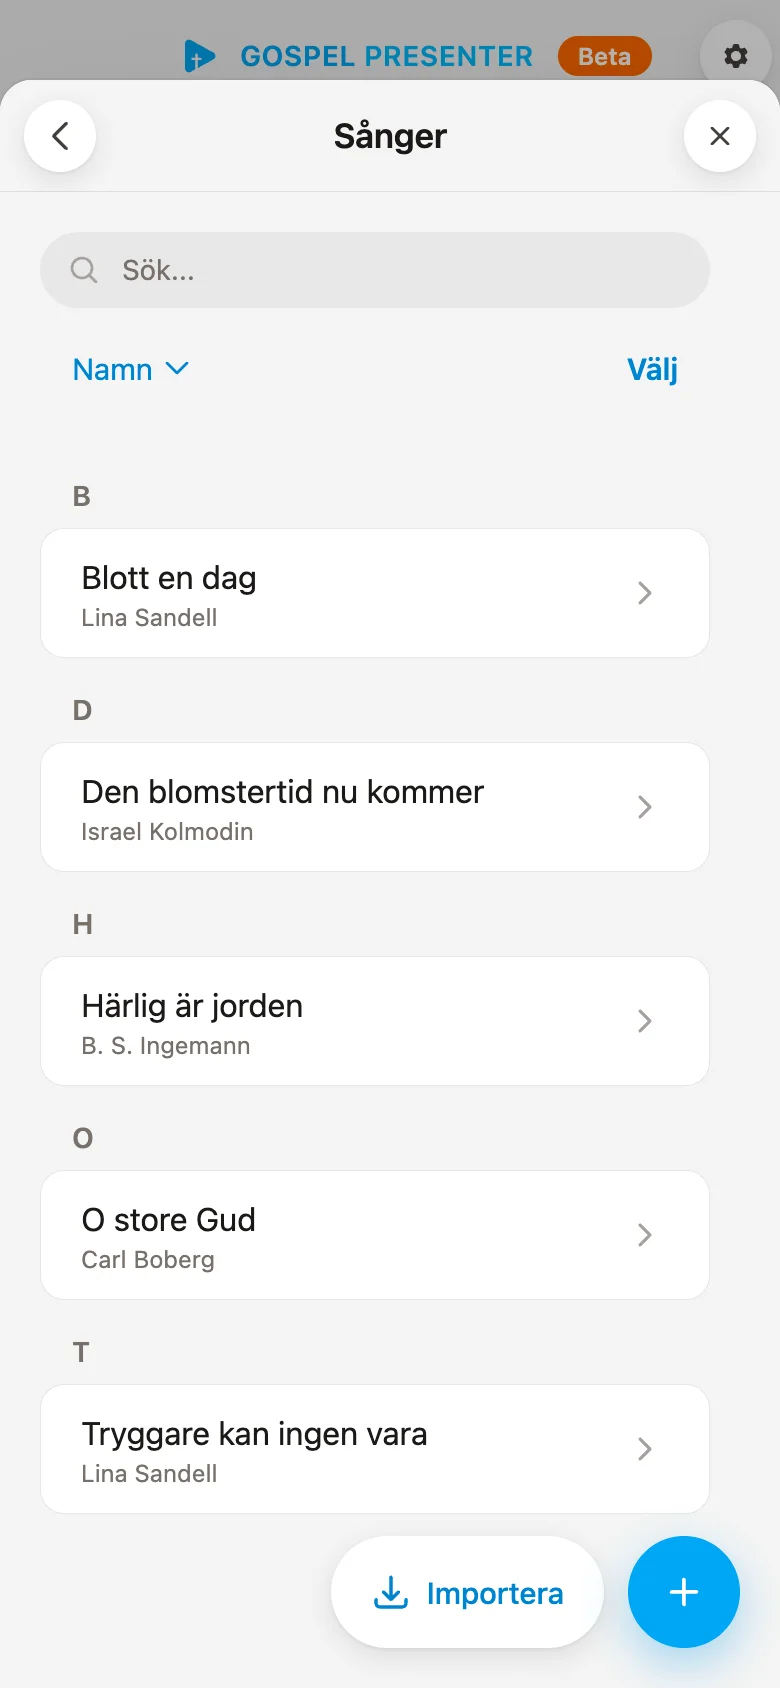 GOSPEL PRESENTER
Beta
Sånger
Sök...
Namn
Välj
B
Blott en dag
Lina Sandell
D
Den blomstertid nu kommer
Israel Kolmodin
H
Härlig är jorden
B. S. Ingemann
O
O store Gud
Carl Boberg
T
Tryggare kan ingen vara
Lina Sandell
Importera